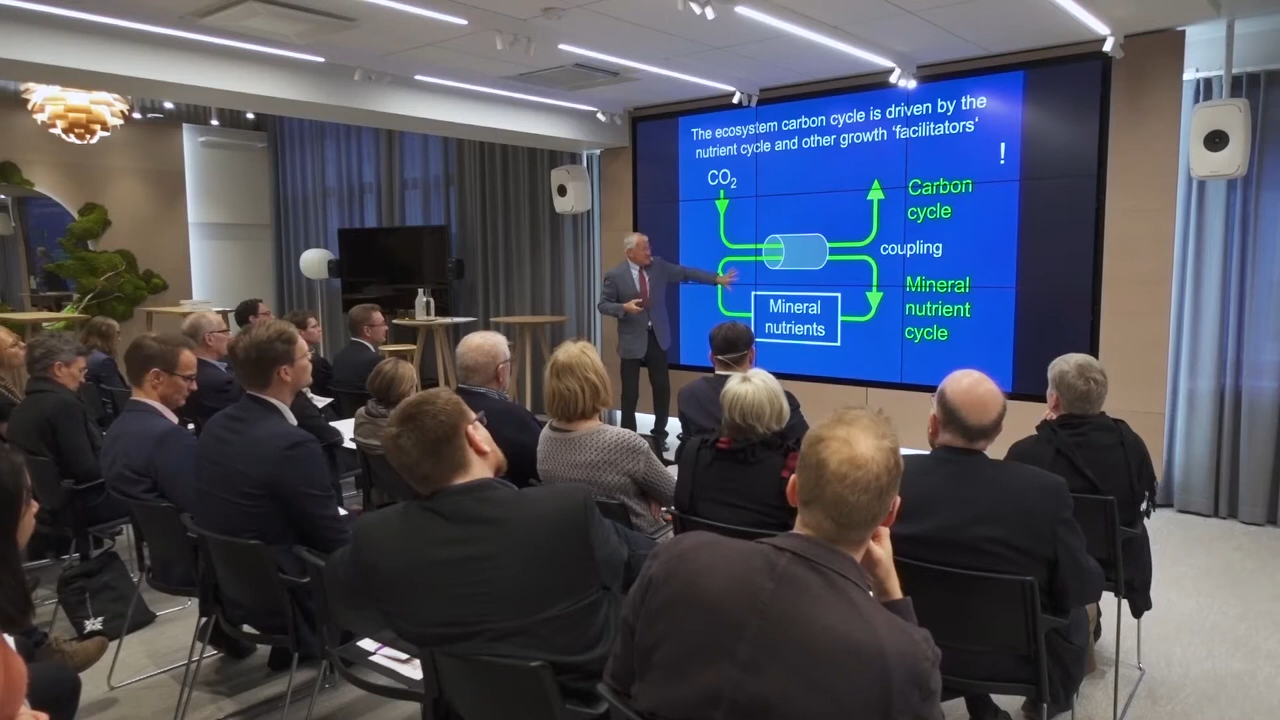 The ecosystem carbon cycle is driven by the
nutrient cycle and other growth ‘facilitators‘
!
CO₂
Carbon
cycle
coupling
Mineral
nutrients
Mineral
nutrient
cycle